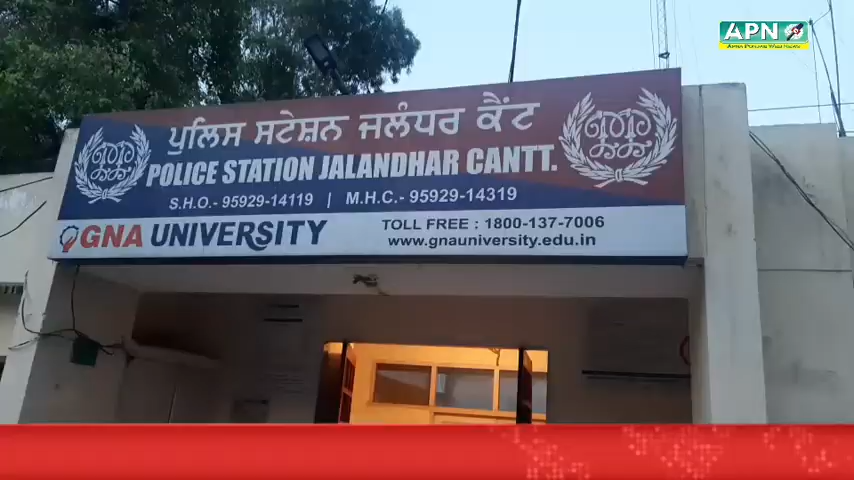 APN
ਪੁਲਿਸ ਸਟੇਸ਼ਨ ਜਲੰਧਰ ਕੈਂਟ
POLICE STATION JALANDHAR CANTT.
S.H.O.- 95929-14119 | M.H.C.- 95929-14319
GNA UNIVERSITY
TOLL FREE : 1800-137-7006
www.gnauniversity.edu.in